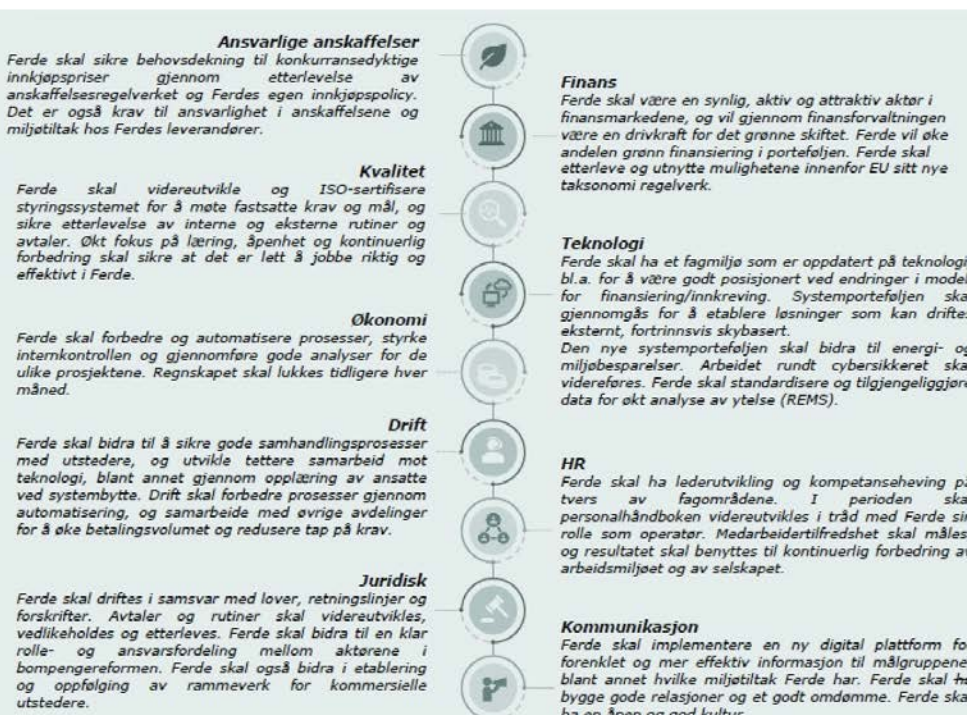 Ansvarlige anskaffelser
Ferde skal sikre behovsdekning til konkurransedyktige
innkjøpspriser gjennom etterlevelse av
anskaffelsesregelverket og Ferdes egen innkjøpspolicy.
Det er også krav til ansvarlighet i anskaffelsene og
miljøtiltak hos Ferdes leverandører.
Finans
Ferde skal være en synlig, aktiv og attraktiv aktør i
finansmarkedene, og vil gjennom finansforvaltningen
være en drivkraft for det grønne skiftet. Ferde vil øke
andelen grønn finansiering i porteføljen. Ferde skal
etterleve og utnytte mulighetene innenfor EU sitt nye
taksonomi regelverk.
Kvalitet
Ferde skal videreutvikle og ISO-sertifisere
styringssystemet for å møte fastsatte krav og mål, og
sikre etterlevelse av interne og eksterne rutiner og
avtaler. Økt fokus på læring, åpenhet og kontinuerlig
forbedring skal sikre at det er lett å jobbe riktig og
effektivt i Ferde.
Teknologi
Ferde skal ha et fagmiljø som er oppdatert på teknologi
bl.a. for å være godt posisjonert ved endringer i model
for finansiering/innkreving. Systemporteføljen ska
gjennomgås for å etablere løsninger som kan driftes
eksternt, fortrinnsvis skybasert.
Den nye systemporteføljen skal bidra til energi- og
miljøbesparelser. Arbeidet rundt cybersikkeret ska
videreføres. Ferde skal standardisere og tilgjengeliggjøre
data for økt analyse av ytelse (REMS).
Økonomi
Ferde skal forbedre og automatisere prosesser, styrke
internkontrollen og gjennomføre gode analyser for de
ulike prosjektene. Regnskapet skal lukkes tidligere hver
måned.
Drift
Ferde skal bidra til å sikre gode samhandlingsprosesser
med utstedere, og utvikle tettere samarbeid mot
teknologi, blant annet gjennom opplæring av ansatte
ved systembytte. Drift skal forbedre prosesser gjennom
automatisering, og samarbeide med øvrige avdelinger
for å øke betalingsvolumet og redusere tap på krav.
HR
Ferde skal ha lederutvikling og kompetanseheving på
tvers av fagområdene. I perioden ska
personalhåndboken videreutvikles i tråd med Ferde sin
rolle som operatør. Medarbeidertilfredshet skal måles
og resultatet skal benyttes til kontinuerlig forbedring av
arbeidsmiljøet og av selskapet.
Juridisk
Ferde skal driftes i samsvar med lover, retningslinjer og
forskrifter. Avtaler og rutiner skal videreutvikles,
vedlikeholdes og etterleves. Ferde skal bidra til en klar
rolle- og ansvarsfordeling mellom aktørene i
bompengereformen. Ferde skal også bidra i etablering
og oppfølging av rammeverk for kommersielle
utstedere.
Kommunikasjon
Ferde skal implementere en ny digital plattform for
forenklet og mer effektiv informasjon til målgruppene
blant annet hvilke miljøtiltak Ferde har. Ferde skal ha
bygge gode relasjoner og et godt omdømme. Ferde ska
ha en åpen og god kultur.